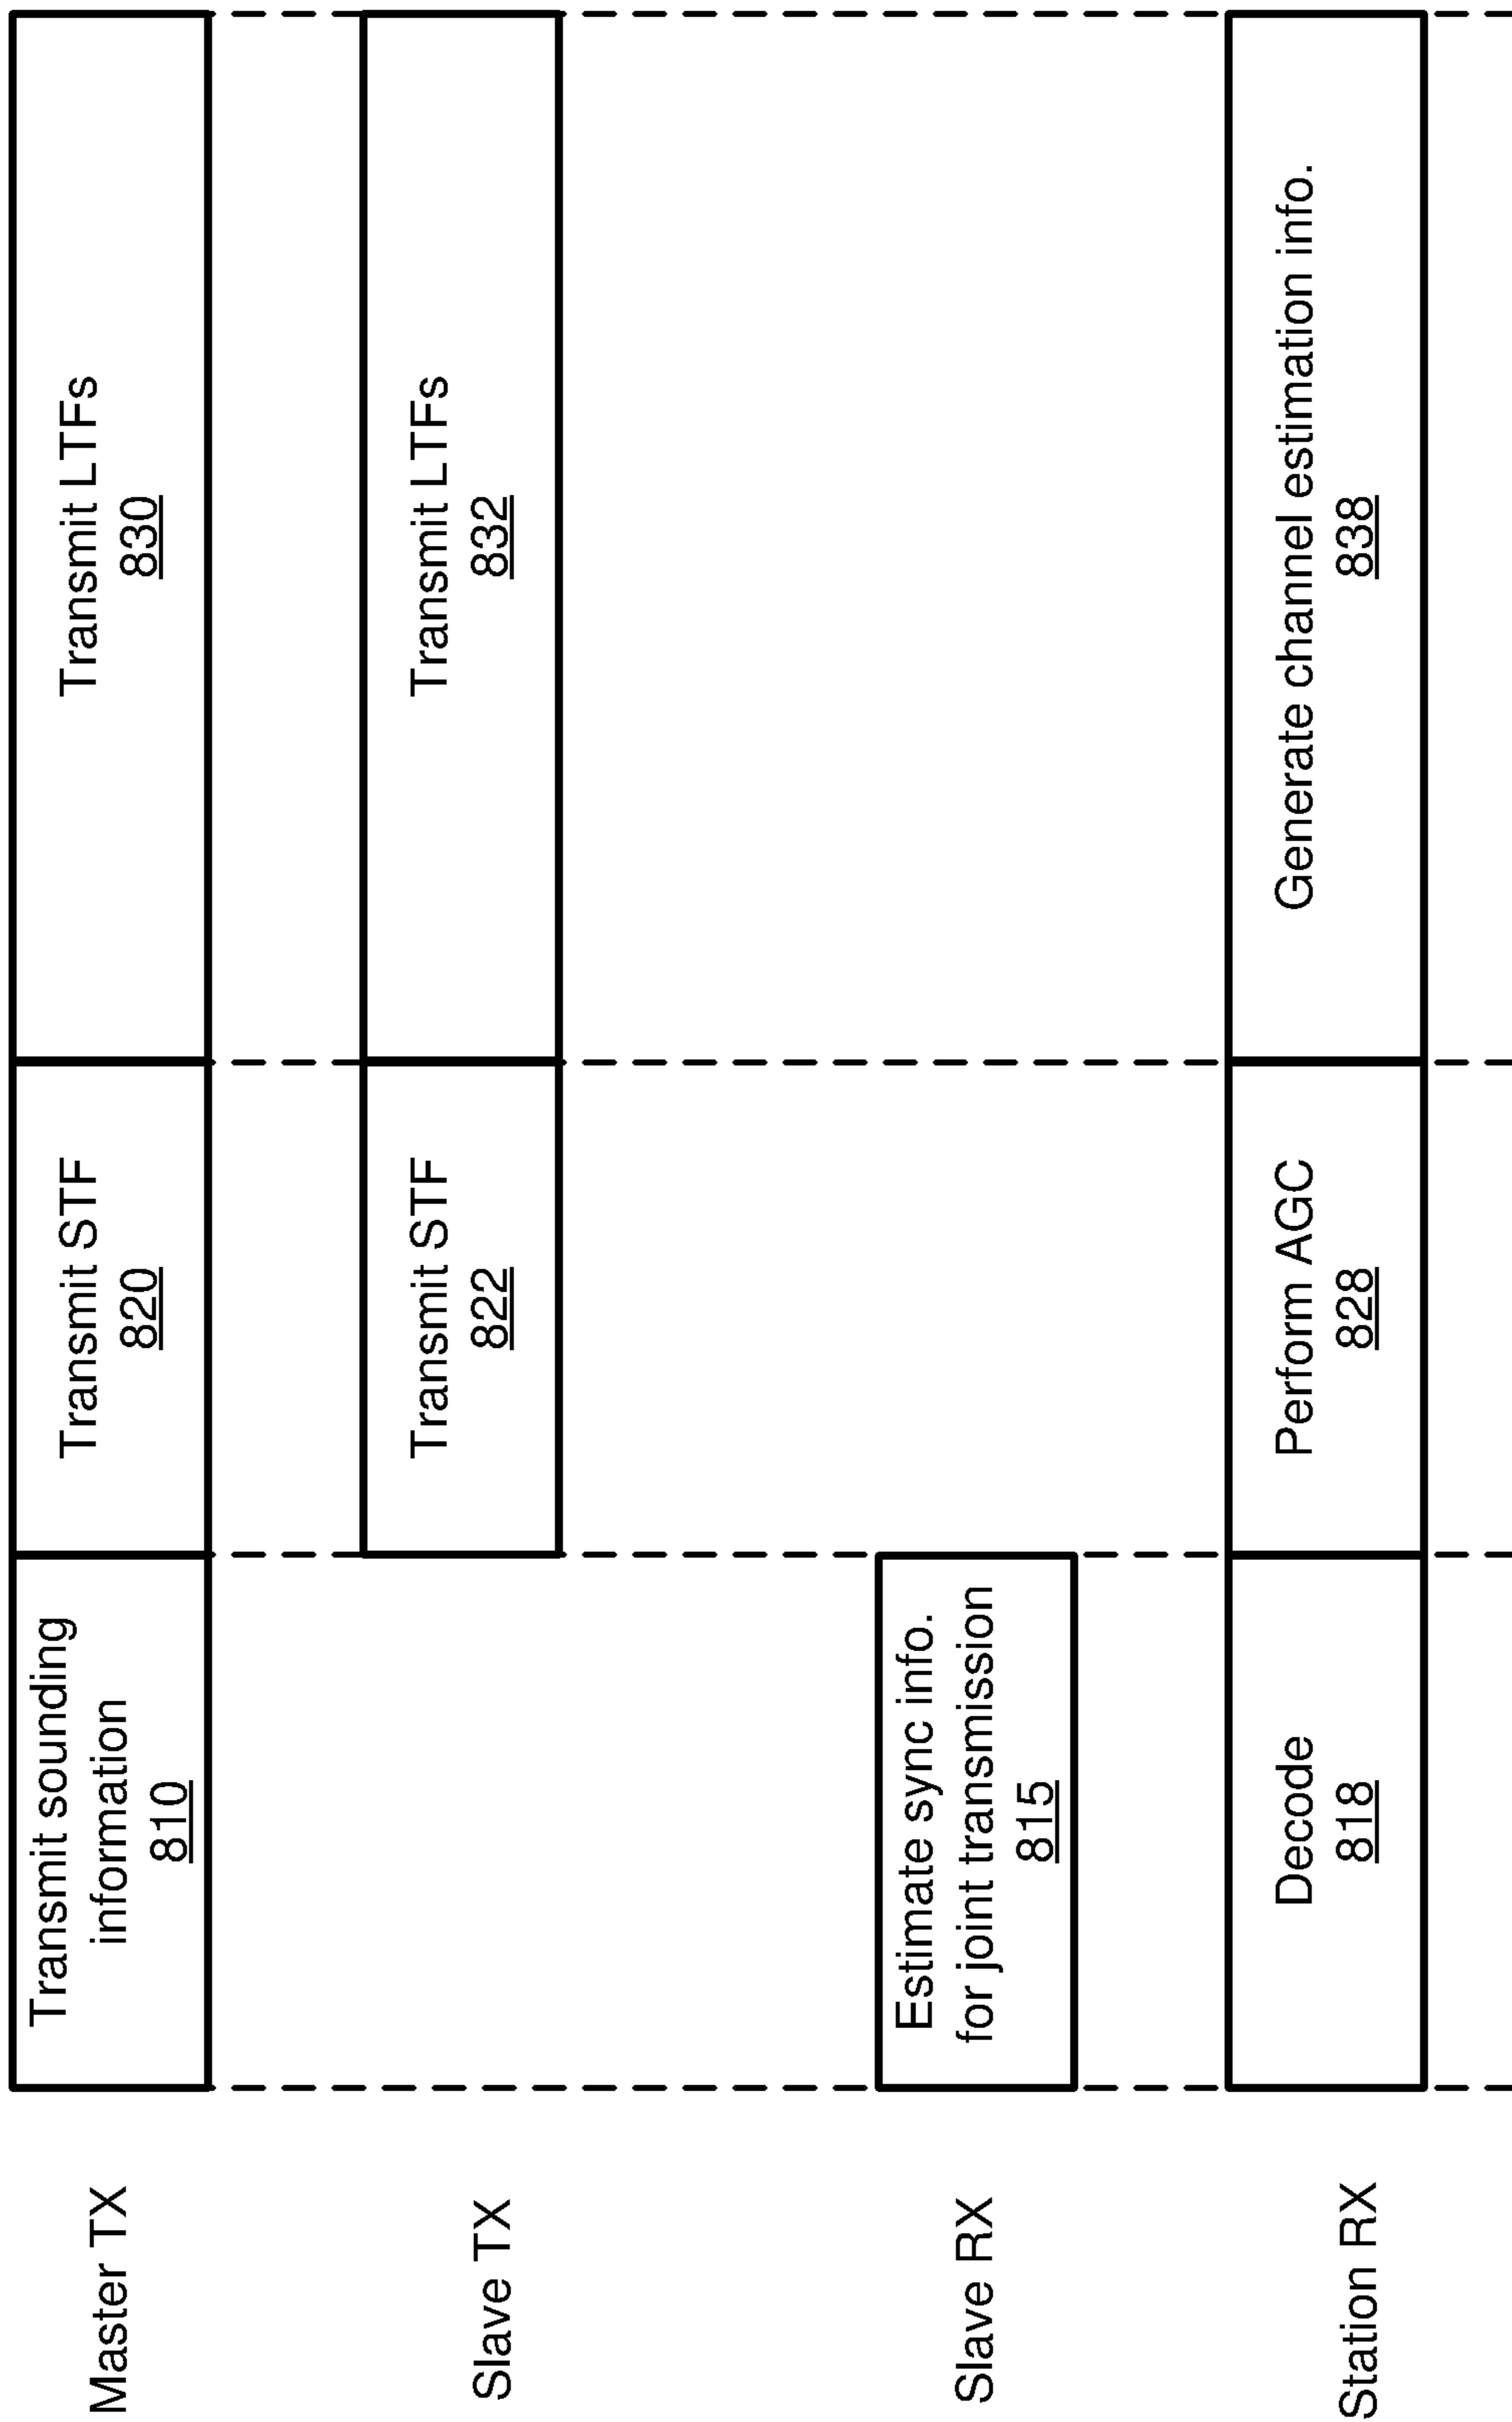 Master TX
Transmit sounding
information
810
Transmit STF
820
Transmit LTFs
830
Slave TX
Transmit STF
822
Transmit LTFs
832
Slave RX
Estimate sync info.
for joint transmission
815
Station RX
Decode
818
Perform AGC
828
Generate channel estimation info.
838